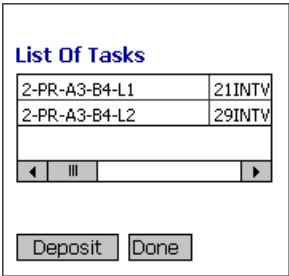 List Of Tasks
2-PR-A3-B4-L1 21INTV
2-PR-A3-B4-L2 29INTV
Deposit Done